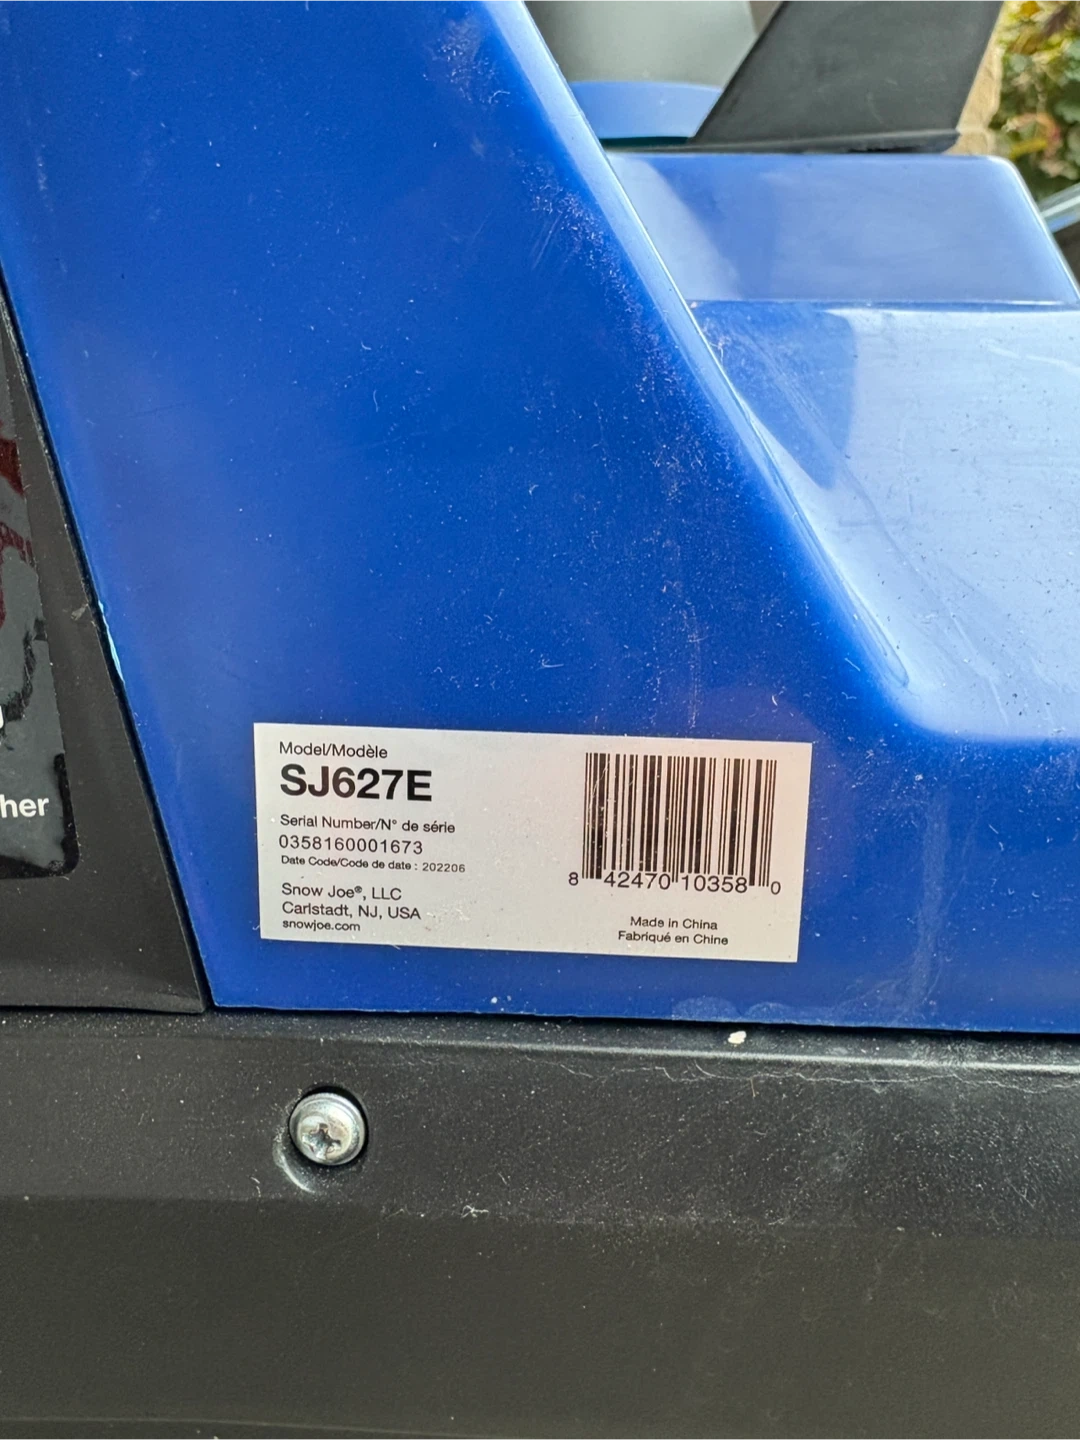 her
Model/Modèle
SJ627E
Serial Number/N° de série
0358160001673
Date Code/Code de date : 202206
Snow Joe®, LLC
Carlstadt, NJ, USA
snowjoe.com
8 42470 10358 0
Made in China
Fabriqué en Chine